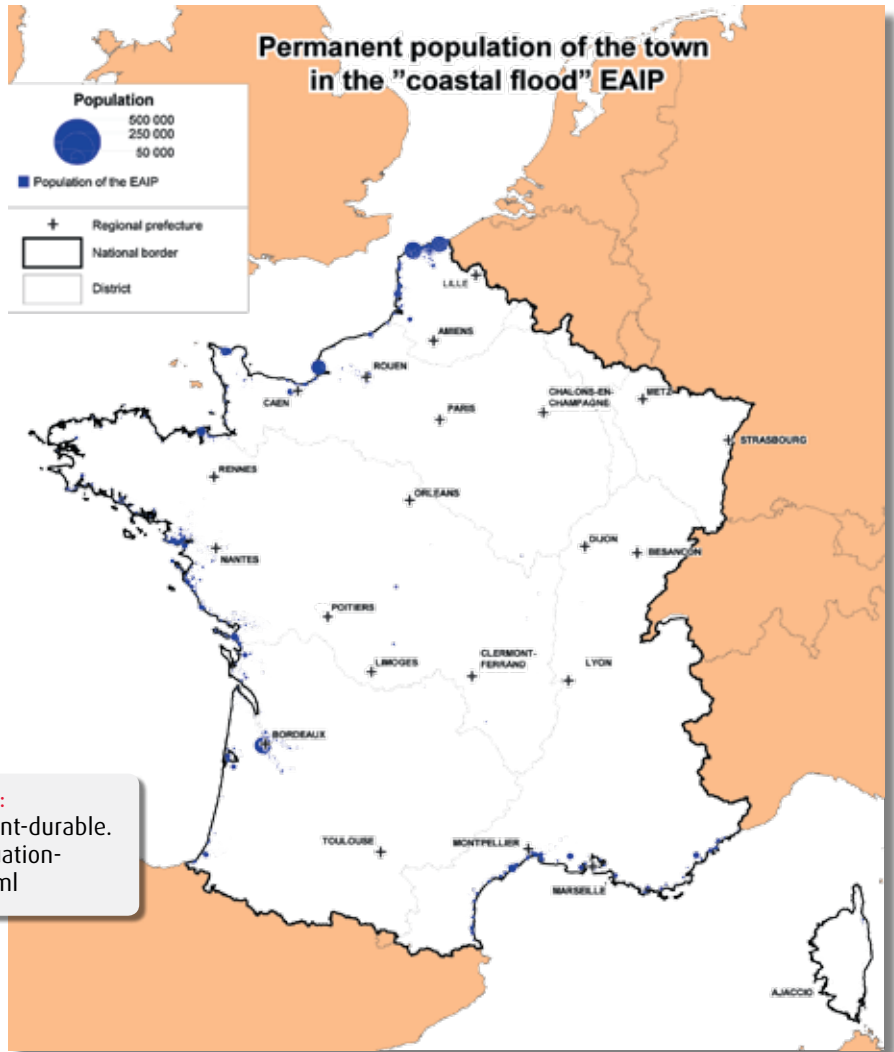 Permanent population of the town
in the "coastal flood" EAIP
Population
500 000
250 000
50 000
Population of the EAIP
Regional prefecture
National border
District
LILLE
AMIENS
ROUEN
CAEN
PARIS
CHALONS-EN-
CHAMPAGNE
METZ
STRASBOURG
RENNES
ORLEANS
DIJON
BESANCON
NANTES
POITIERS
LIMOGES
CLERMONT-
FERRAND
LYON
BORDEAUX
:
nt-durable.
uation-
ml
TOULOUSE
MONTPELLIER
MARSEILLE
AJACCIO